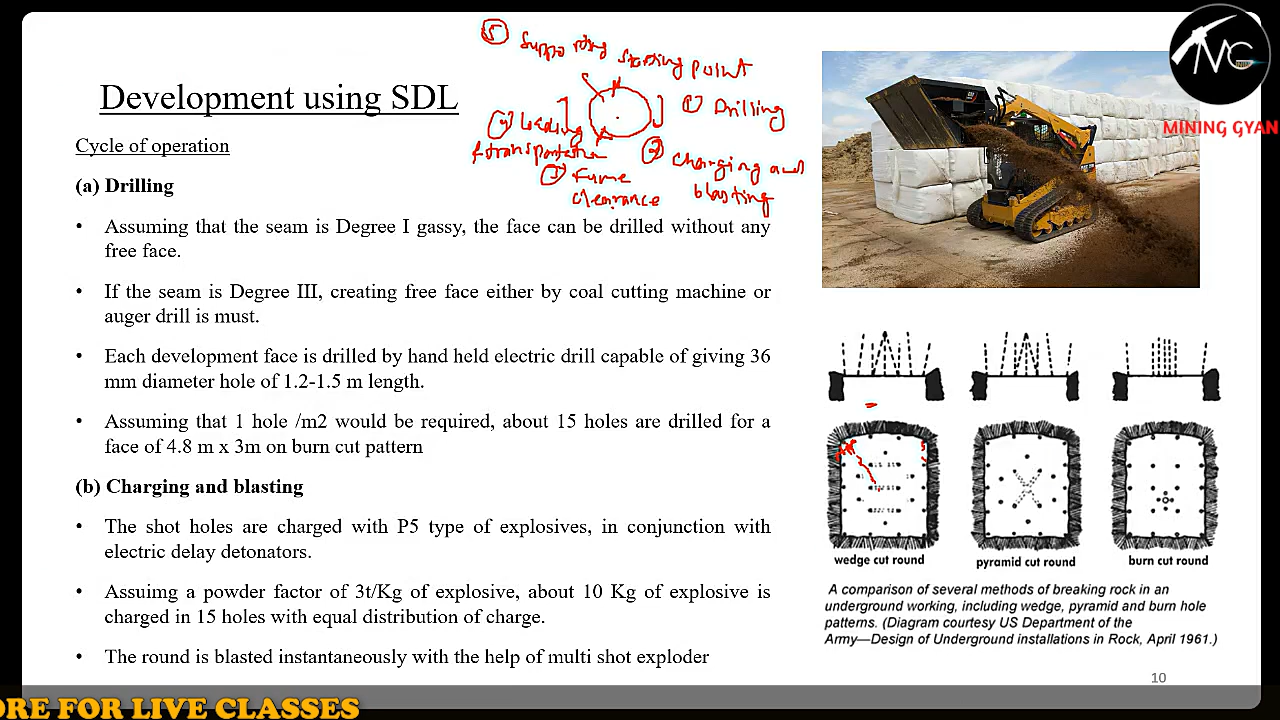 ⑤ Supporting starting point
Development using SDL
① Drilling
④ Loading
& transportation
② Charging and
blasting
③ Fume
clearance
MG
MINING GYAN
Cycle of operation
(a) Drilling
• Assuming that the seam is Degree I gassy, the face can be drilled without any
free face.
• If the seam is Degree III, creating free face either by coal cutting machine or
auger drill is must.
• Each development face is drilled by hand held electric drill capable of giving 36
mm diameter hole of 1.2-1.5 m length.
• Assuming that 1 hole /m2 would be required, about 15 holes are drilled for a
face of 4.8 m x 3m on burn cut pattern
(b) Charging and blasting
• The shot holes are charged with P5 type of explosives, in conjunction with
electric delay detonators.
• Assuimg a powder factor of 3t/Kg of explosive, about 10 Kg of explosive is
charged in 15 holes with equal distribution of charge.
• The round is blasted instantaneously with the help of multi shot exploder
wedge cut round
pyramid cut round
burn cut round
A comparison of several methods of breaking rock in an
underground working, including wedge, pyramid and burn hole
patterns. (Diagram courtesy US Department of the
Army—Design of Underground installations in Rock, April 1961.)
10
ORE FOR LIVE CLASSES